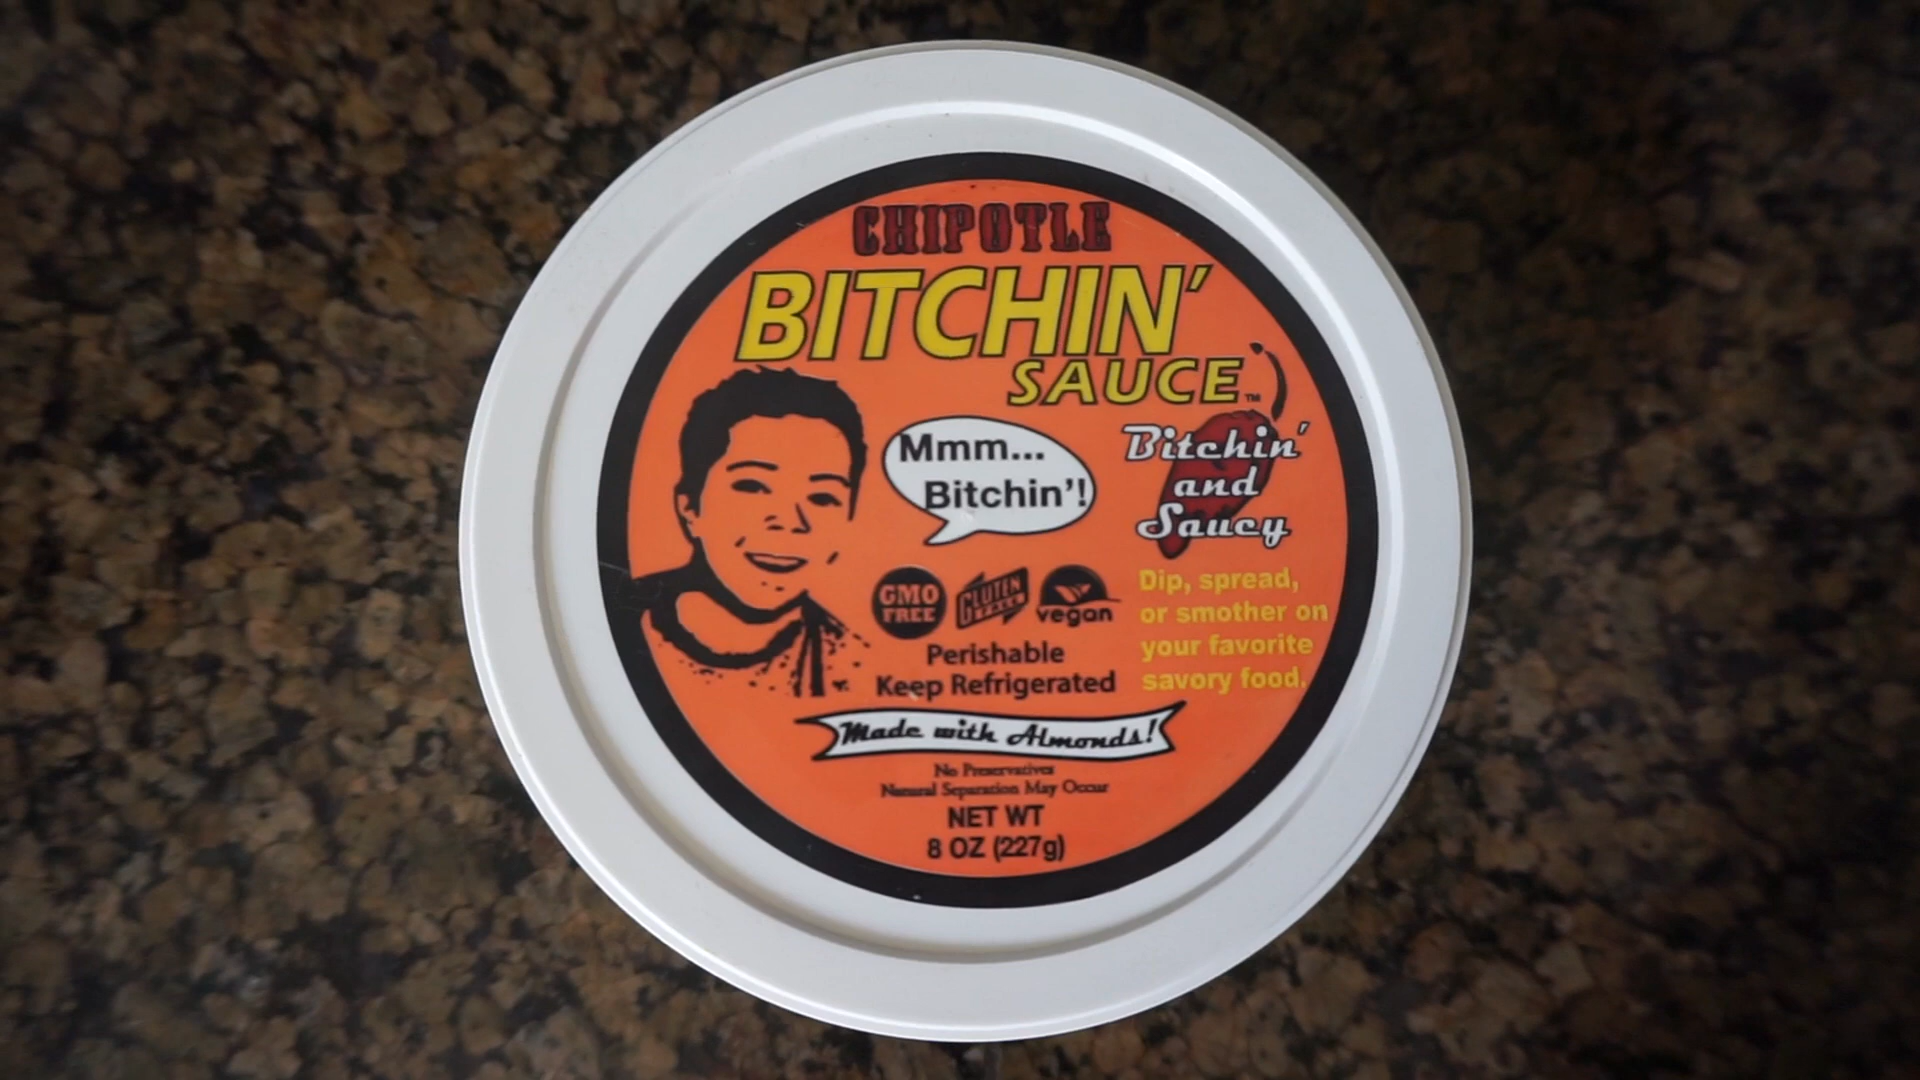 CHIPOTLE
BITCHIN'
SAUCE™
Mmm...
Bitchin'!
Bitchin'
and
Saucy
GMO
FREE
GLUTEN
FREE
vegan
Dip, spread,
or smother on
your favorite
savory food.
Perishable
Keep Refrigerated
Made with Almonds!
No Preservatives
Natural Separation May Occur
NET WT
8 OZ (227g)